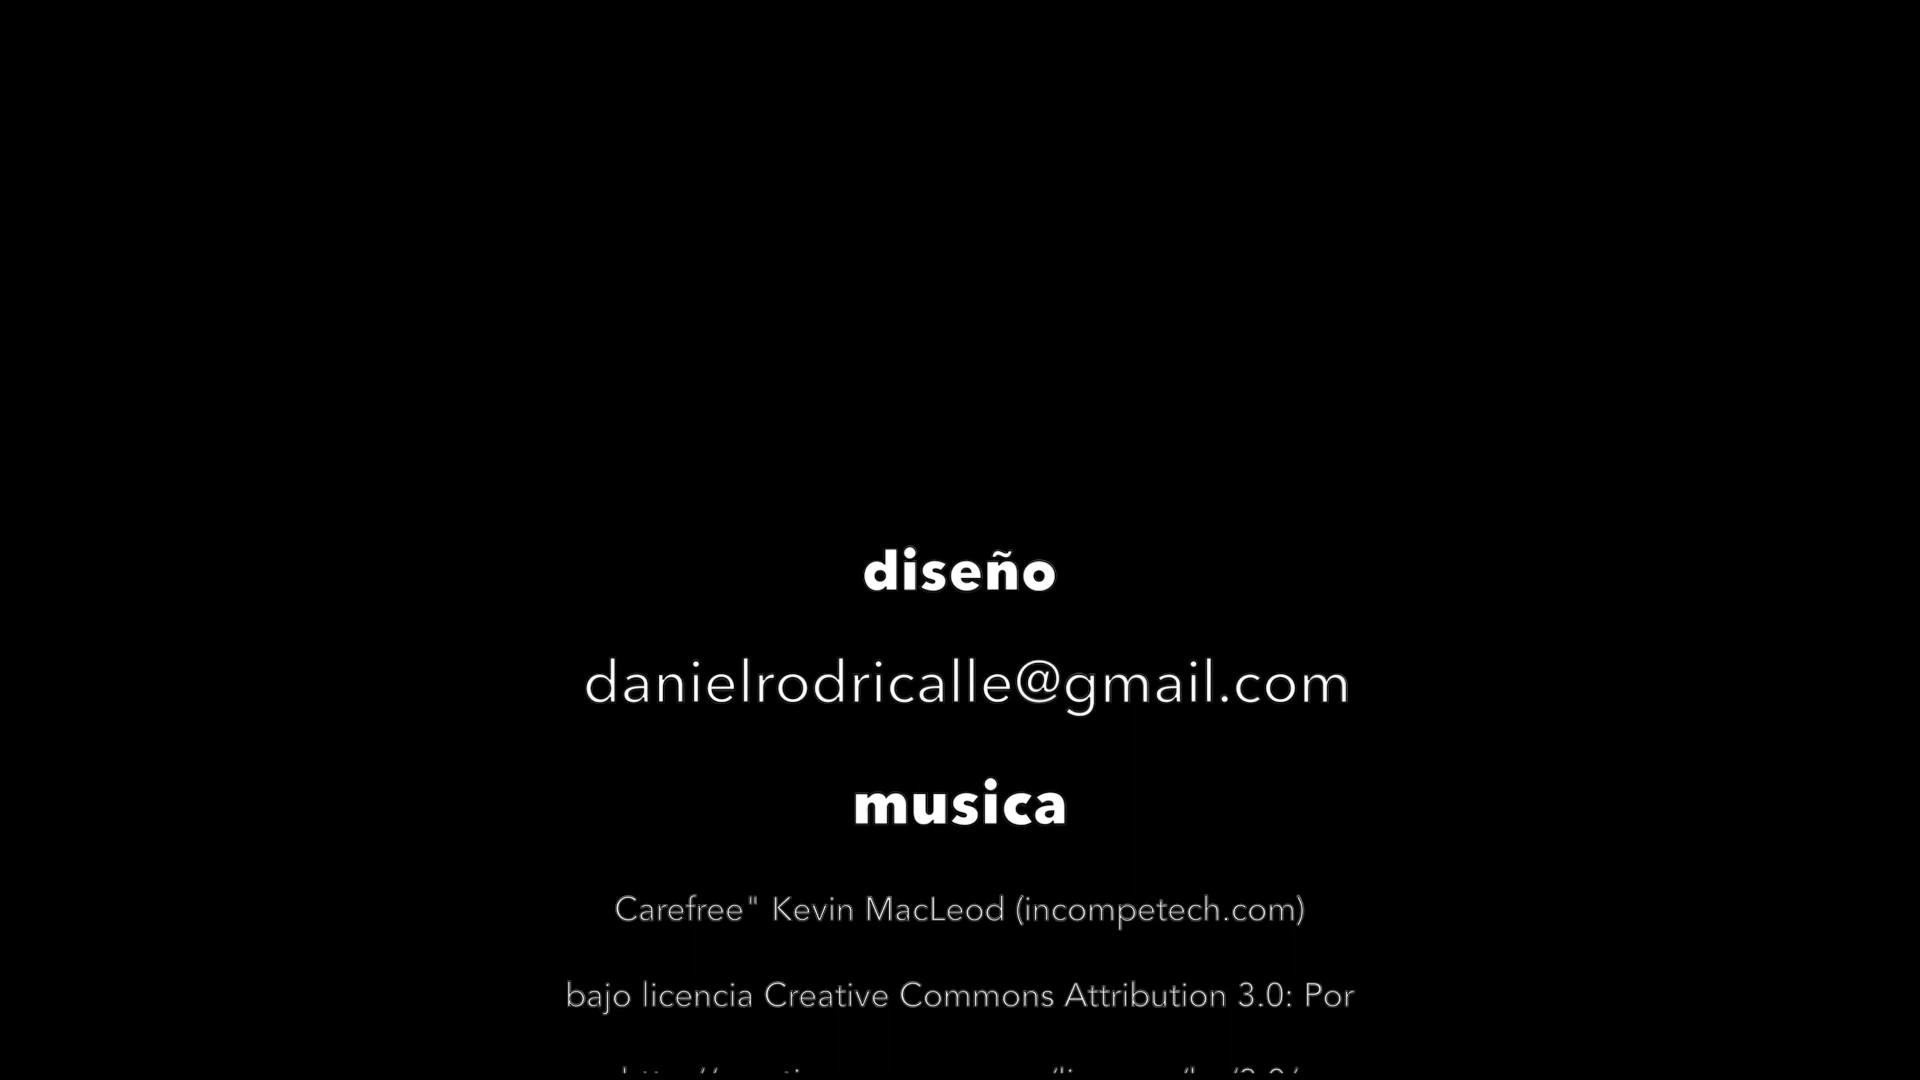 diseño
danielrodricalle@gmail.com
musica
Carefree" Kevin MacLeod (incompetech.com)
bajo licencia Creative Commons Attribution 3.0: Por